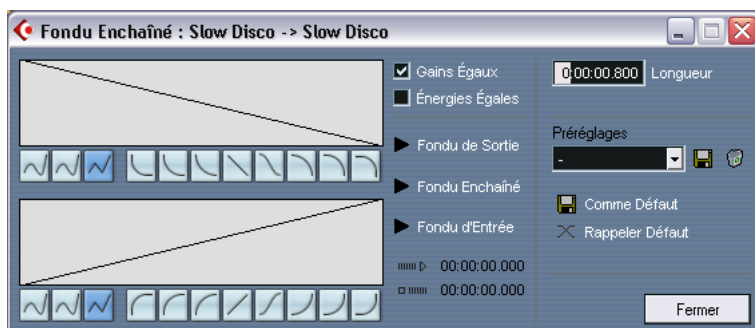 Fondu Enchaîné : Slow Disco -> Slow Disco
Gains Égaux
Énergies Égales
0:00:00.800 Longueur
Fondu de Sortie
Fondu Enchaîné
Fondu d'Entrée
00:00:00.000
00:00:00.000
Préréglages
-
Comme Défaut
Rappeler Défaut
Fermer